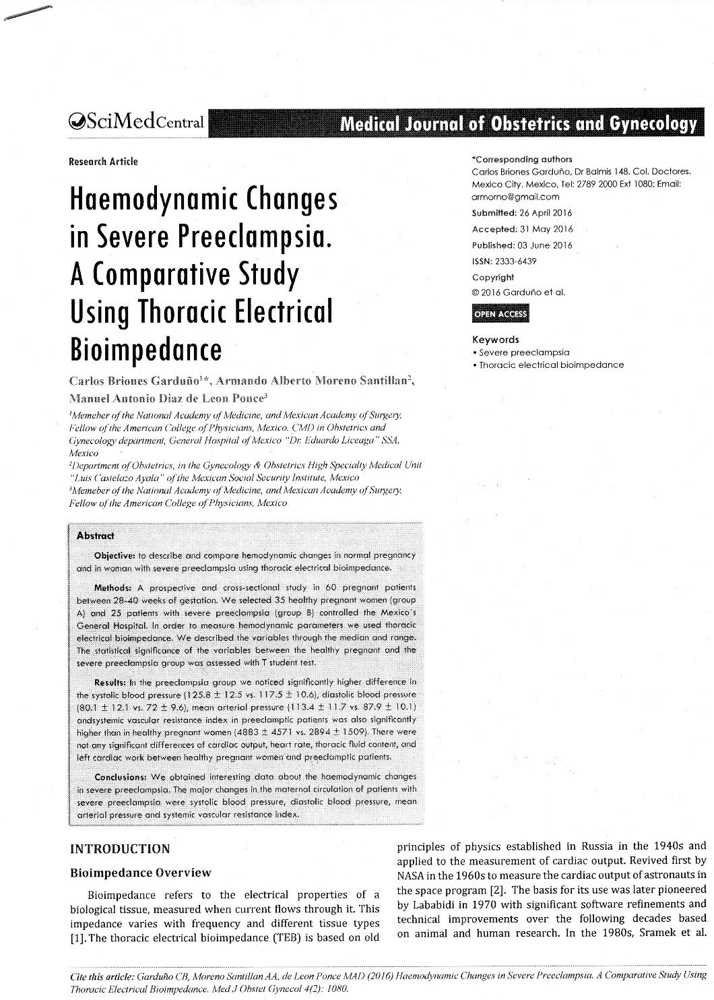 SciMedCentral
Medical Journal of Obstetrics and Gynecology
Research Article
Haemodynamic Changes
in Severe Preeclampsia.
A Comparative Study
Using Thoracic Electrical
Bioimpedance
Carlos Briones Garduño¹*, Armando Alberto Moreno Santillan²,
Manuel Antonio Diaz de Leon Ponce³
¹Memeber of the National Academy of Medicine, and Mexican Academy of Surgery,
Fellow of the American College of Physicians, Mexico. CMD in Obstetrics and
Gynecology department, General Hospital of Mexico "Dr. Eduardo Liceaga" SSA,
Mexico
²Department of Obstetrics, in the Gynecology & Obstetrics High Specialty Medical Unit
"Luis Castelazo Ayala" of the Mexican Social Security Institute, Mexico
³Memeber of the National Academy of Medicine, and Mexican Academy of Surgery,
Fellow of the American College of Physicians, Mexico
*Corresponding authors
Carlos Briones Garduño, Dr Balmis 148. Col. Doctores.
Mexico City. Mexico, Tel: 2789 2000 Ext 1080; Email:
armorno@gmail.com
Submitted: 26 April 2016
Accepted: 31 May 2016
Published: 03 June 2016
ISSN: 2333-6439
Copyright
© 2016 Garduño et al.
OPEN ACCESS
Keywords
• Severe preeclampsia
• Thoracic electrical bioimpedance
Abstract
Objective: to describe and compare hemodynamic changes in normal pregnancy
and in woman with severe preeclampsia using thoracic electrical bioimpedance.
Methods: A prospective and cross-sectional study in 60 pregnant patients
between 28-40 weeks of gestation. We selected 35 healthy pregnant women (group
A) and 25 patients with severe preeclampsia (group B) controlled the Mexico's
General Hospital. In order to measure hemodynamic parameters we used thoracic
electrical bioimpedance. We described the variables through the median and range.
The statistical significance of the variables between the healthy pregnant and the
severe preeclampsia group was assessed with T student test.
Results: In the preeclampsia group we noticed significantly higher difference in
the systolic blood pressure (125.8 ± 12.5 vs. 117.5 ± 10.6), diastolic blood pressure
(80.1 ± 12.1 vs. 72 ± 9.6), mean arterial pressure (113.4 ± 11.7 vs. 87.9 ± 10.1)
andsystemic vascular resistance index in preeclamptic patients was also significantly
higher than in healthy pregnant women (4883 ± 4571 vs. 2894 ± 1509). There were
not any significant differences of cardiac output, heart rate, thoracic fluid content, and
left cardiac work between healthy pregnant women and preeclamptic patients.
Conclusions: We obtained interesting data about the haemodynamic changes
in severe preeclampsia. The major changes in the maternal circulation of patients with
severe preeclampsia were systolic blood pressure, diastolic blood pressure, mean
arterial pressure and systemic vascular resistance index.
INTRODUCTION
Bioimpedance Overview
Bioimpedance refers to the electrical properties of a
biological tissue, measured when current flows through it. This
impedance varies with frequency and different tissue types
[1]. The thoracic electrical bioimpedance (TEB) is based on old
principles of physics established in Russia in the 1940s and
applied to the measurement of cardiac output. Revived first by
NASA in the 1960s to measure the cardiac output of astronauts in
the space program [2]. The basis for its use was later pioneered
by Lababidi in 1970 with significant software refinements and
technical improvements over the following decades based
on animal and human research. In the 1980s, Sramek et al.
Cite this article: Garduño CB, Moreno Santillan AA, de Leon Ponce MAD (2016) Haemodynamic Changes in Severe Preeclampsia. A Comparative Study Using
Thoracic Electrical Bioimpedance. Med J Obstet Gynecol 4(2): 1080.